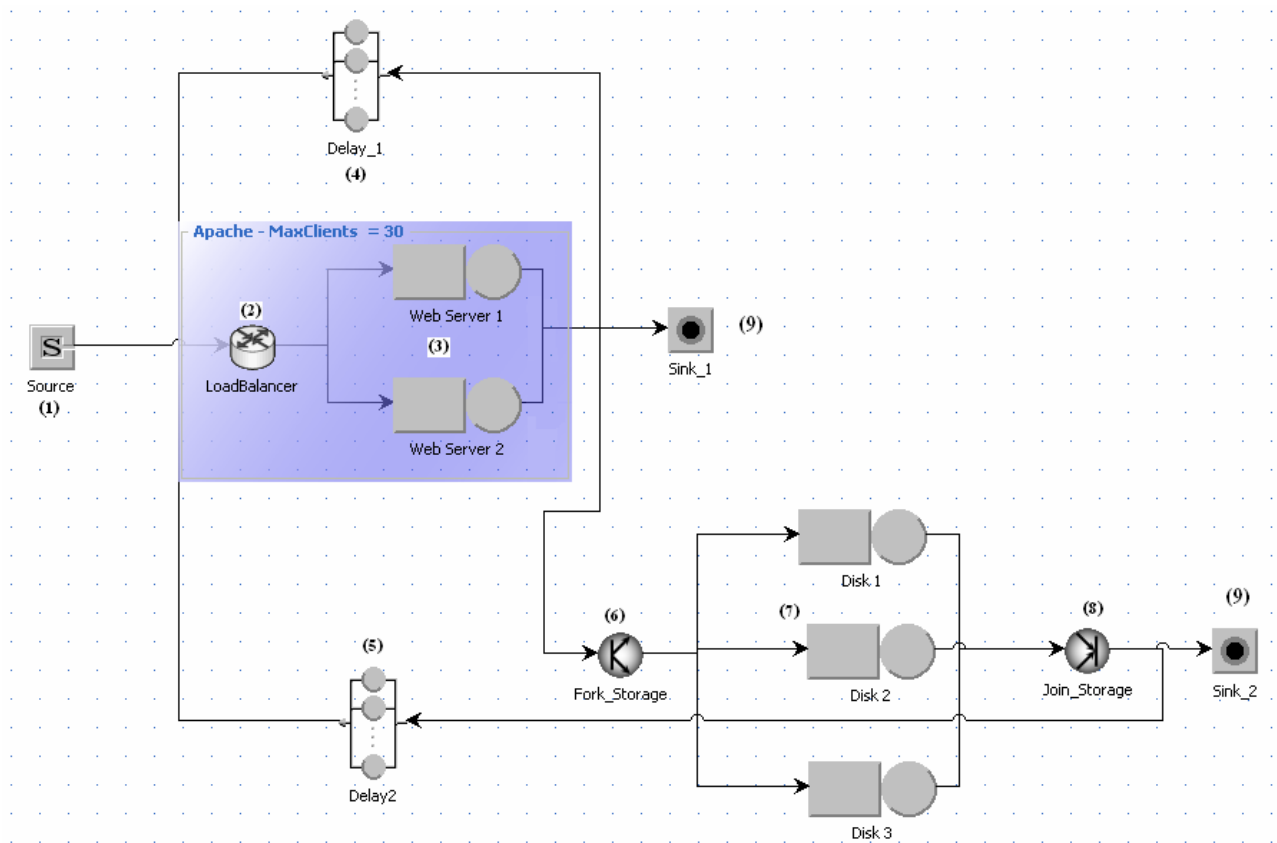 Delay_1
(4)
Apache - MaxClients = 30
(2)
Web Server 1
(3)
(9)
S
Sink_1
Source
LoadBalancer
(1)
Web Server 2
Disk 1
(6)
(7)
(8)
(9)
(5)
Fork_Storage
Disk 2
Join_Storage
Sink_2
Delay2
Disk 3